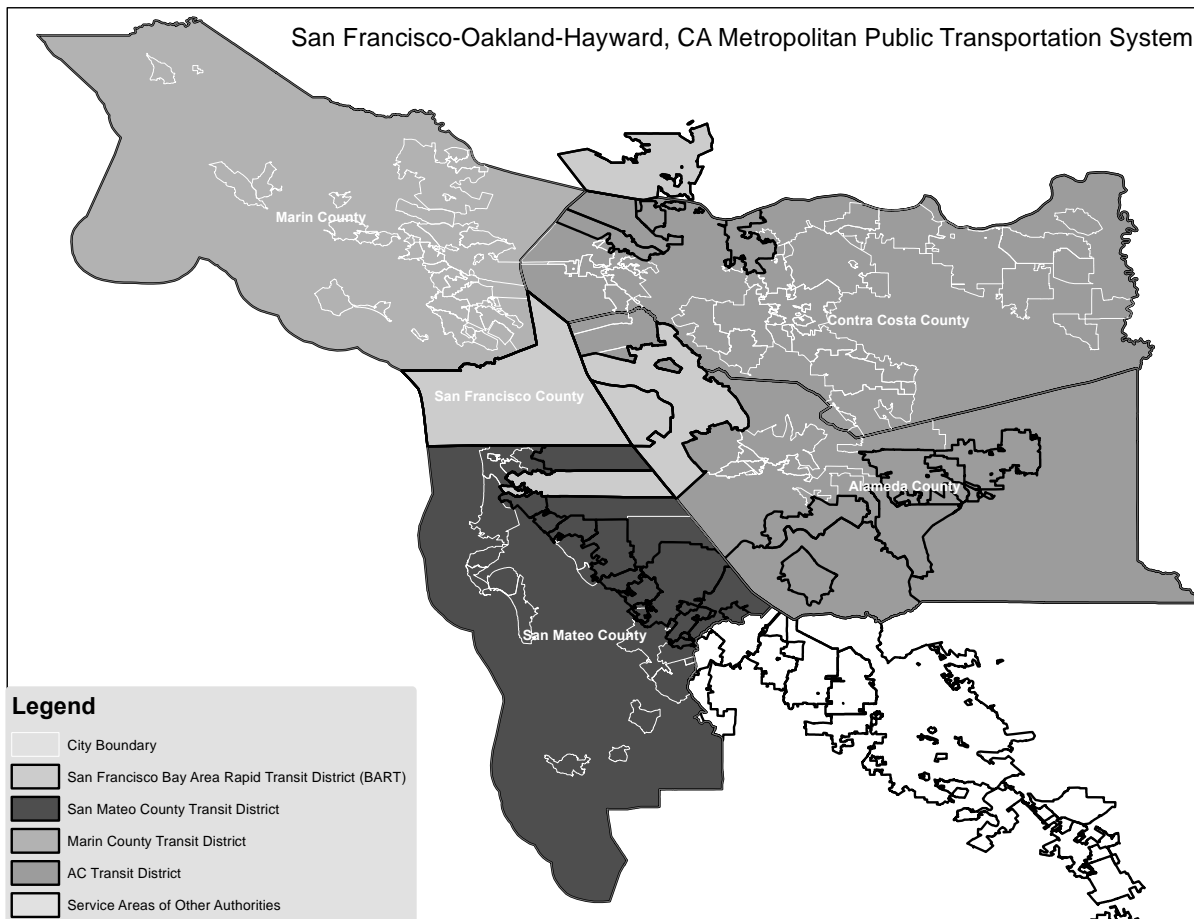 San Francisco-Oakland-Hayward, CA Metropolitan Public Transportation System
Marin County
Contra Costa County
San Francisco County
Alameda County
San Mateo County
Legend
City Boundary
San Francisco Bay Area Rapid Transit District (BART)
San Mateo County Transit District
Marin County Transit District
AC Transit District
Service Areas of Other Authorities